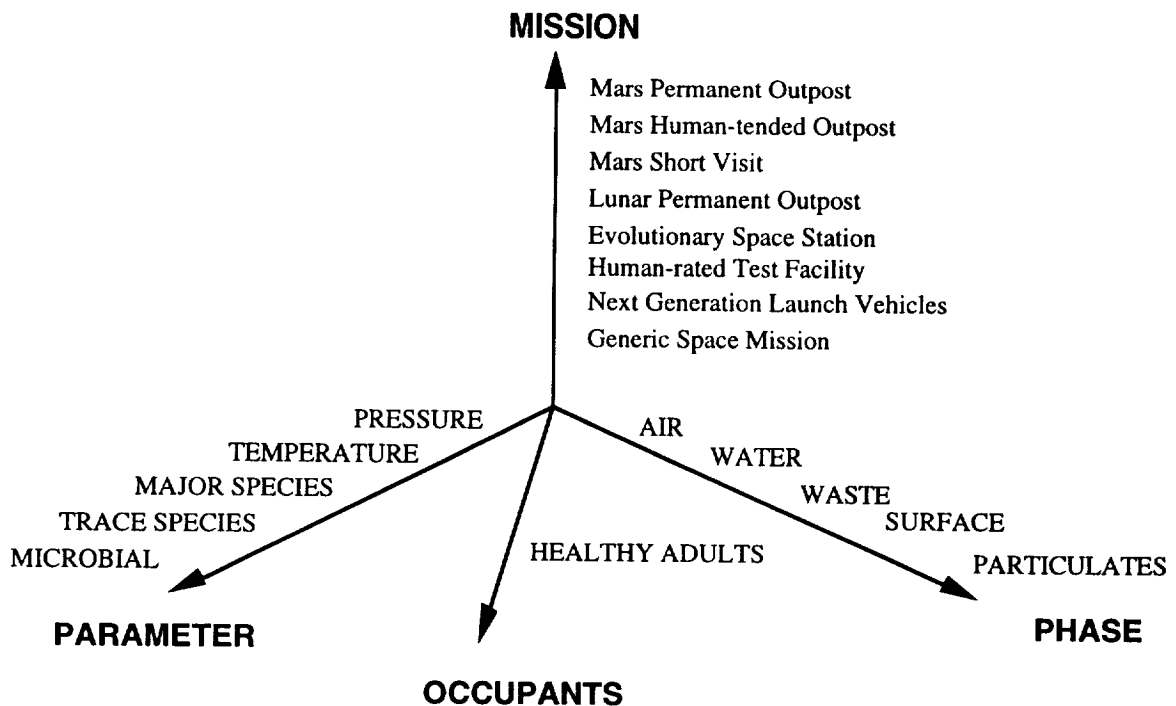 MISSION
Mars Permanent Outpost
Mars Human-tended Outpost
Mars Short Visit
Lunar Permanent Outpost
Evolutionary Space Station
Human-rated Test Facility
Next Generation Launch Vehicles
Generic Space Mission
PRESSURE
TEMPERATURE
MAJOR SPECIES
TRACE SPECIES
MICROBIAL
PARAMETER
HEALTHY ADULTS
OCCUPANTS
AIR
WATER
WASTE
SURFACE
PARTICULATES
PHASE